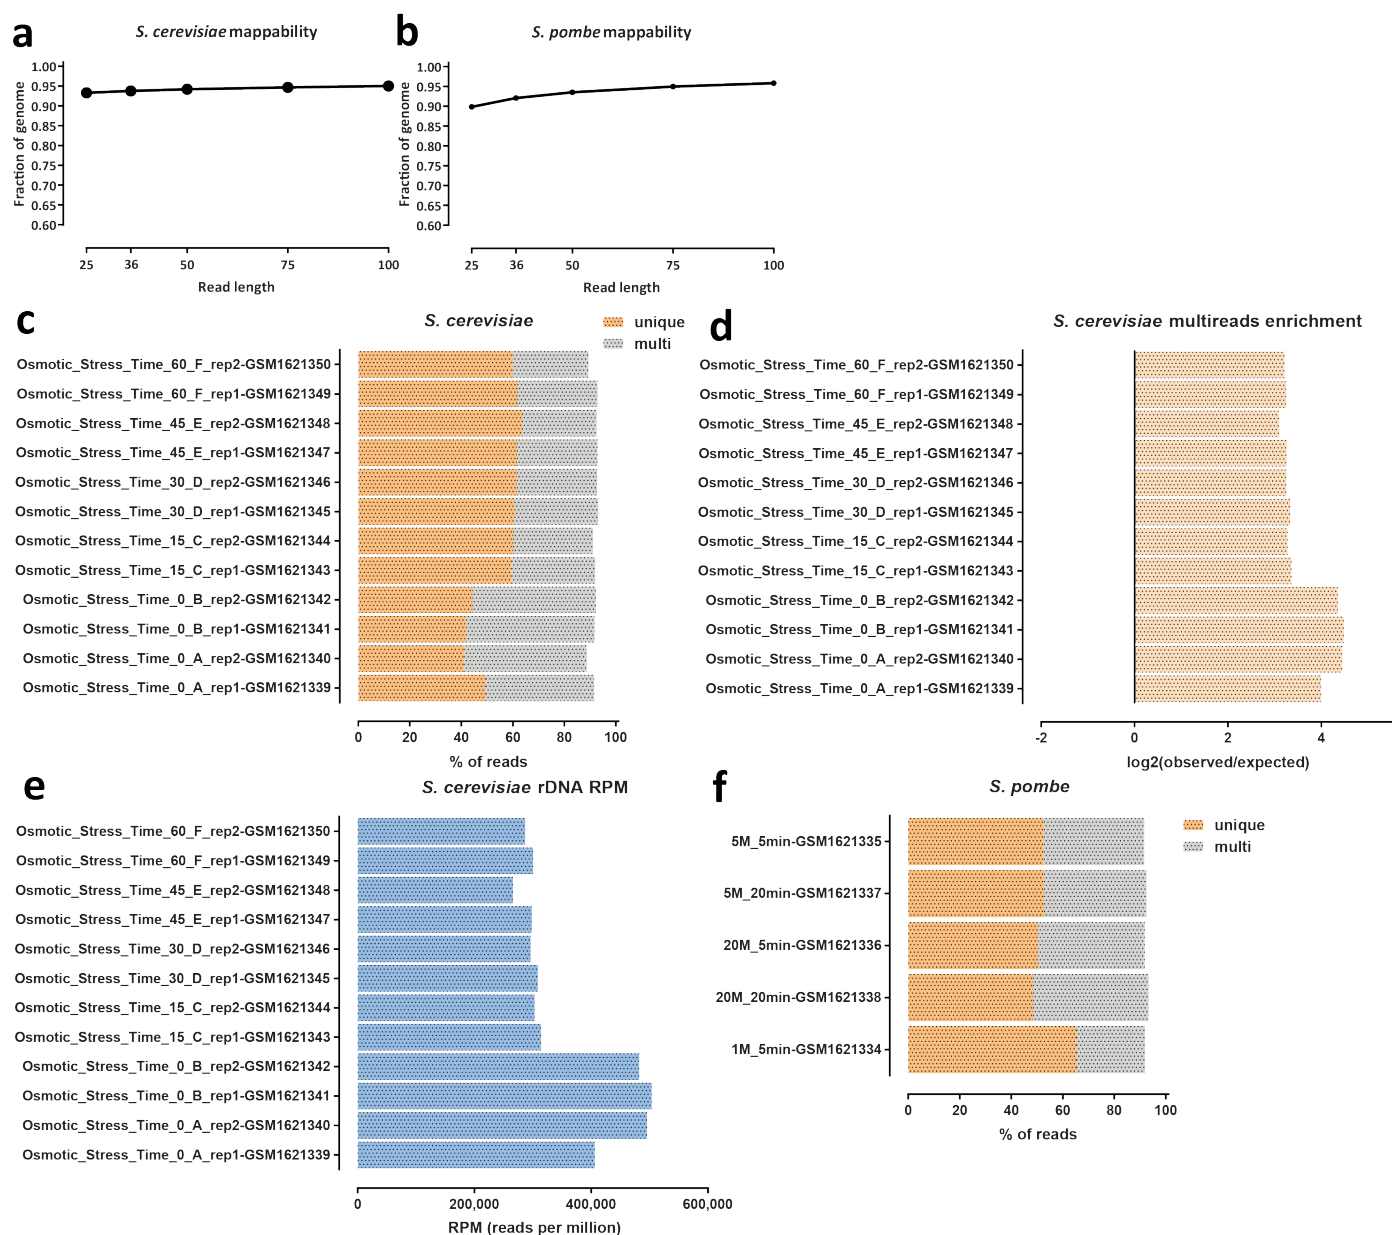 a
S. cerevisiae mappability
Fraction of genome
1.00
0.95
0.90
0.85
0.80
0.75
0.70
0.65
0.60
25 36 50 75 100
Read length
b
S. pombe mappability
Fraction of genome
1.00
0.95
0.90
0.85
0.80
0.75
0.70
0.65
0.60
25 36 50 75 100
Read length
c
S. cerevisiae
unique
multi
Osmotic_Stress_Time_60_F_rep2-GSM1621350
Osmotic_Stress_Time_60_F_rep1-GSM1621349
Osmotic_Stress_Time_45_E_rep2-GSM1621348
Osmotic_Stress_Time_45_E_rep1-GSM1621347
Osmotic_Stress_Time_30_D_rep2-GSM1621346
Osmotic_Stress_Time_30_D_rep1-GSM1621345
Osmotic_Stress_Time_15_C_rep2-GSM1621344
Osmotic_Stress_Time_15_C_rep1-GSM1621343
Osmotic_Stress_Time_0_B_rep2-GSM1621342
Osmotic_Stress_Time_0_B_rep1-GSM1621341
Osmotic_Stress_Time_0_A_rep2-GSM1621340
Osmotic_Stress_Time_0_A_rep1-GSM1621339
0 20 40 60 80 100
% of reads
d
S. cerevisiae multireads enrichment
Osmotic_Stress_Time_60_F_rep2-GSM1621350
Osmotic_Stress_Time_60_F_rep1-GSM1621349
Osmotic_Stress_Time_45_E_rep2-GSM1621348
Osmotic_Stress_Time_45_E_rep1-GSM1621347
Osmotic_Stress_Time_30_D_rep2-GSM1621346
Osmotic_Stress_Time_30_D_rep1-GSM1621345
Osmotic_Stress_Time_15_C_rep2-GSM1621344
Osmotic_Stress_Time_15_C_rep1-GSM1621343
Osmotic_Stress_Time_0_B_rep2-GSM1621342
Osmotic_Stress_Time_0_B_rep1-GSM1621341
Osmotic_Stress_Time_0_A_rep2-GSM1621340
Osmotic_Stress_Time_0_A_rep1-GSM1621339
-2 0 2 4
log2(observed/expected)
e
S. cerevisiae rDNA RPM
Osmotic_Stress_Time_60_F_rep2-GSM1621350
Osmotic_Stress_Time_60_F_rep1-GSM1621349
Osmotic_Stress_Time_45_E_rep2-GSM1621348
Osmotic_Stress_Time_45_E_rep1-GSM1621347
Osmotic_Stress_Time_30_D_rep2-GSM1621346
Osmotic_Stress_Time_30_D_rep1-GSM1621345
Osmotic_Stress_Time_15_C_rep2-GSM1621344
Osmotic_Stress_Time_15_C_rep1-GSM1621343
Osmotic_Stress_Time_0_B_rep2-GSM1621342
Osmotic_Stress_Time_0_B_rep1-GSM1621341
Osmotic_Stress_Time_0_A_rep2-GSM1621340
Osmotic_Stress_Time_0_A_rep1-GSM1621339
0 200,000 400,000 600,000
RPM (reads per million)
f
S. pombe
unique
multi
5M_5min-GSM1621335
5M_20min-GSM1621337
20M_5min-GSM1621336
20M_20min-GSM1621338
1M_5min-GSM1621334
0 20 40 60 80 100
% of reads